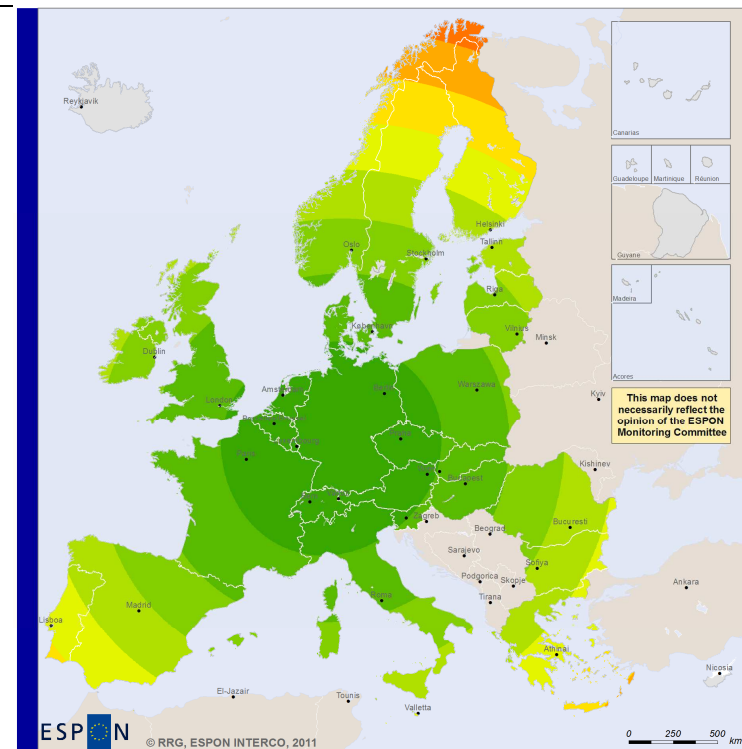 Reykjavik
Canarias
Guadeloupe
Martinique
Réunion
Guyane
Madeira
Acores
This map does not
necessarily reflect the
opinion of the ESPON
Monitoring Committee
Helsinki
Tallinn
Oslo
Stockholm
Riga
Vilnius
Minsk
Dublin
London
Warszawa
Kyiv
Paris
Budapest
Kishinev
Zagreb
Beograd
Bucuresti
Sarajevo
Sofiya
Podgorica
Skopje
Tirana
Ankara
Roma
Madrid
Lisboa
Athinai
Nicosia
El-Jazair
Tounis
Valletta
ESPON
© RRG, ESPON INTERCO, 2011
0 250 500
km